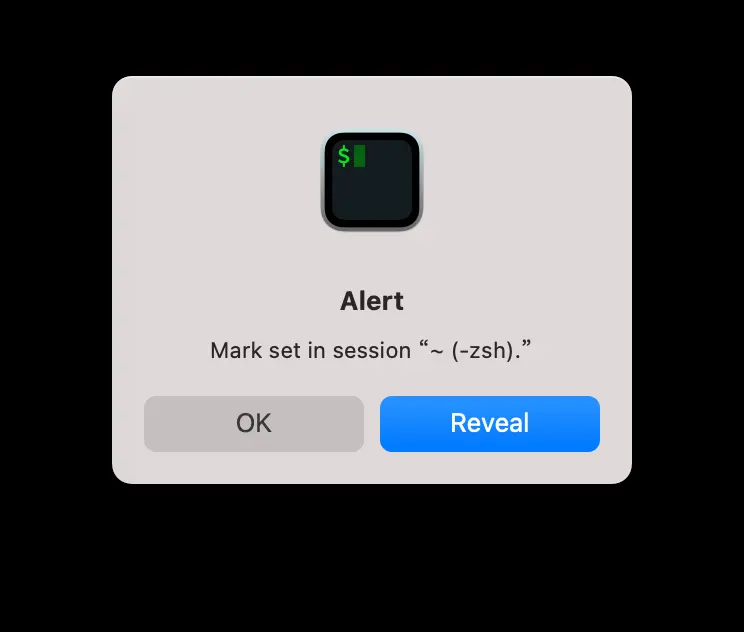 $
Alert
Mark set in session “~ (-zsh).”
OK
Reveal